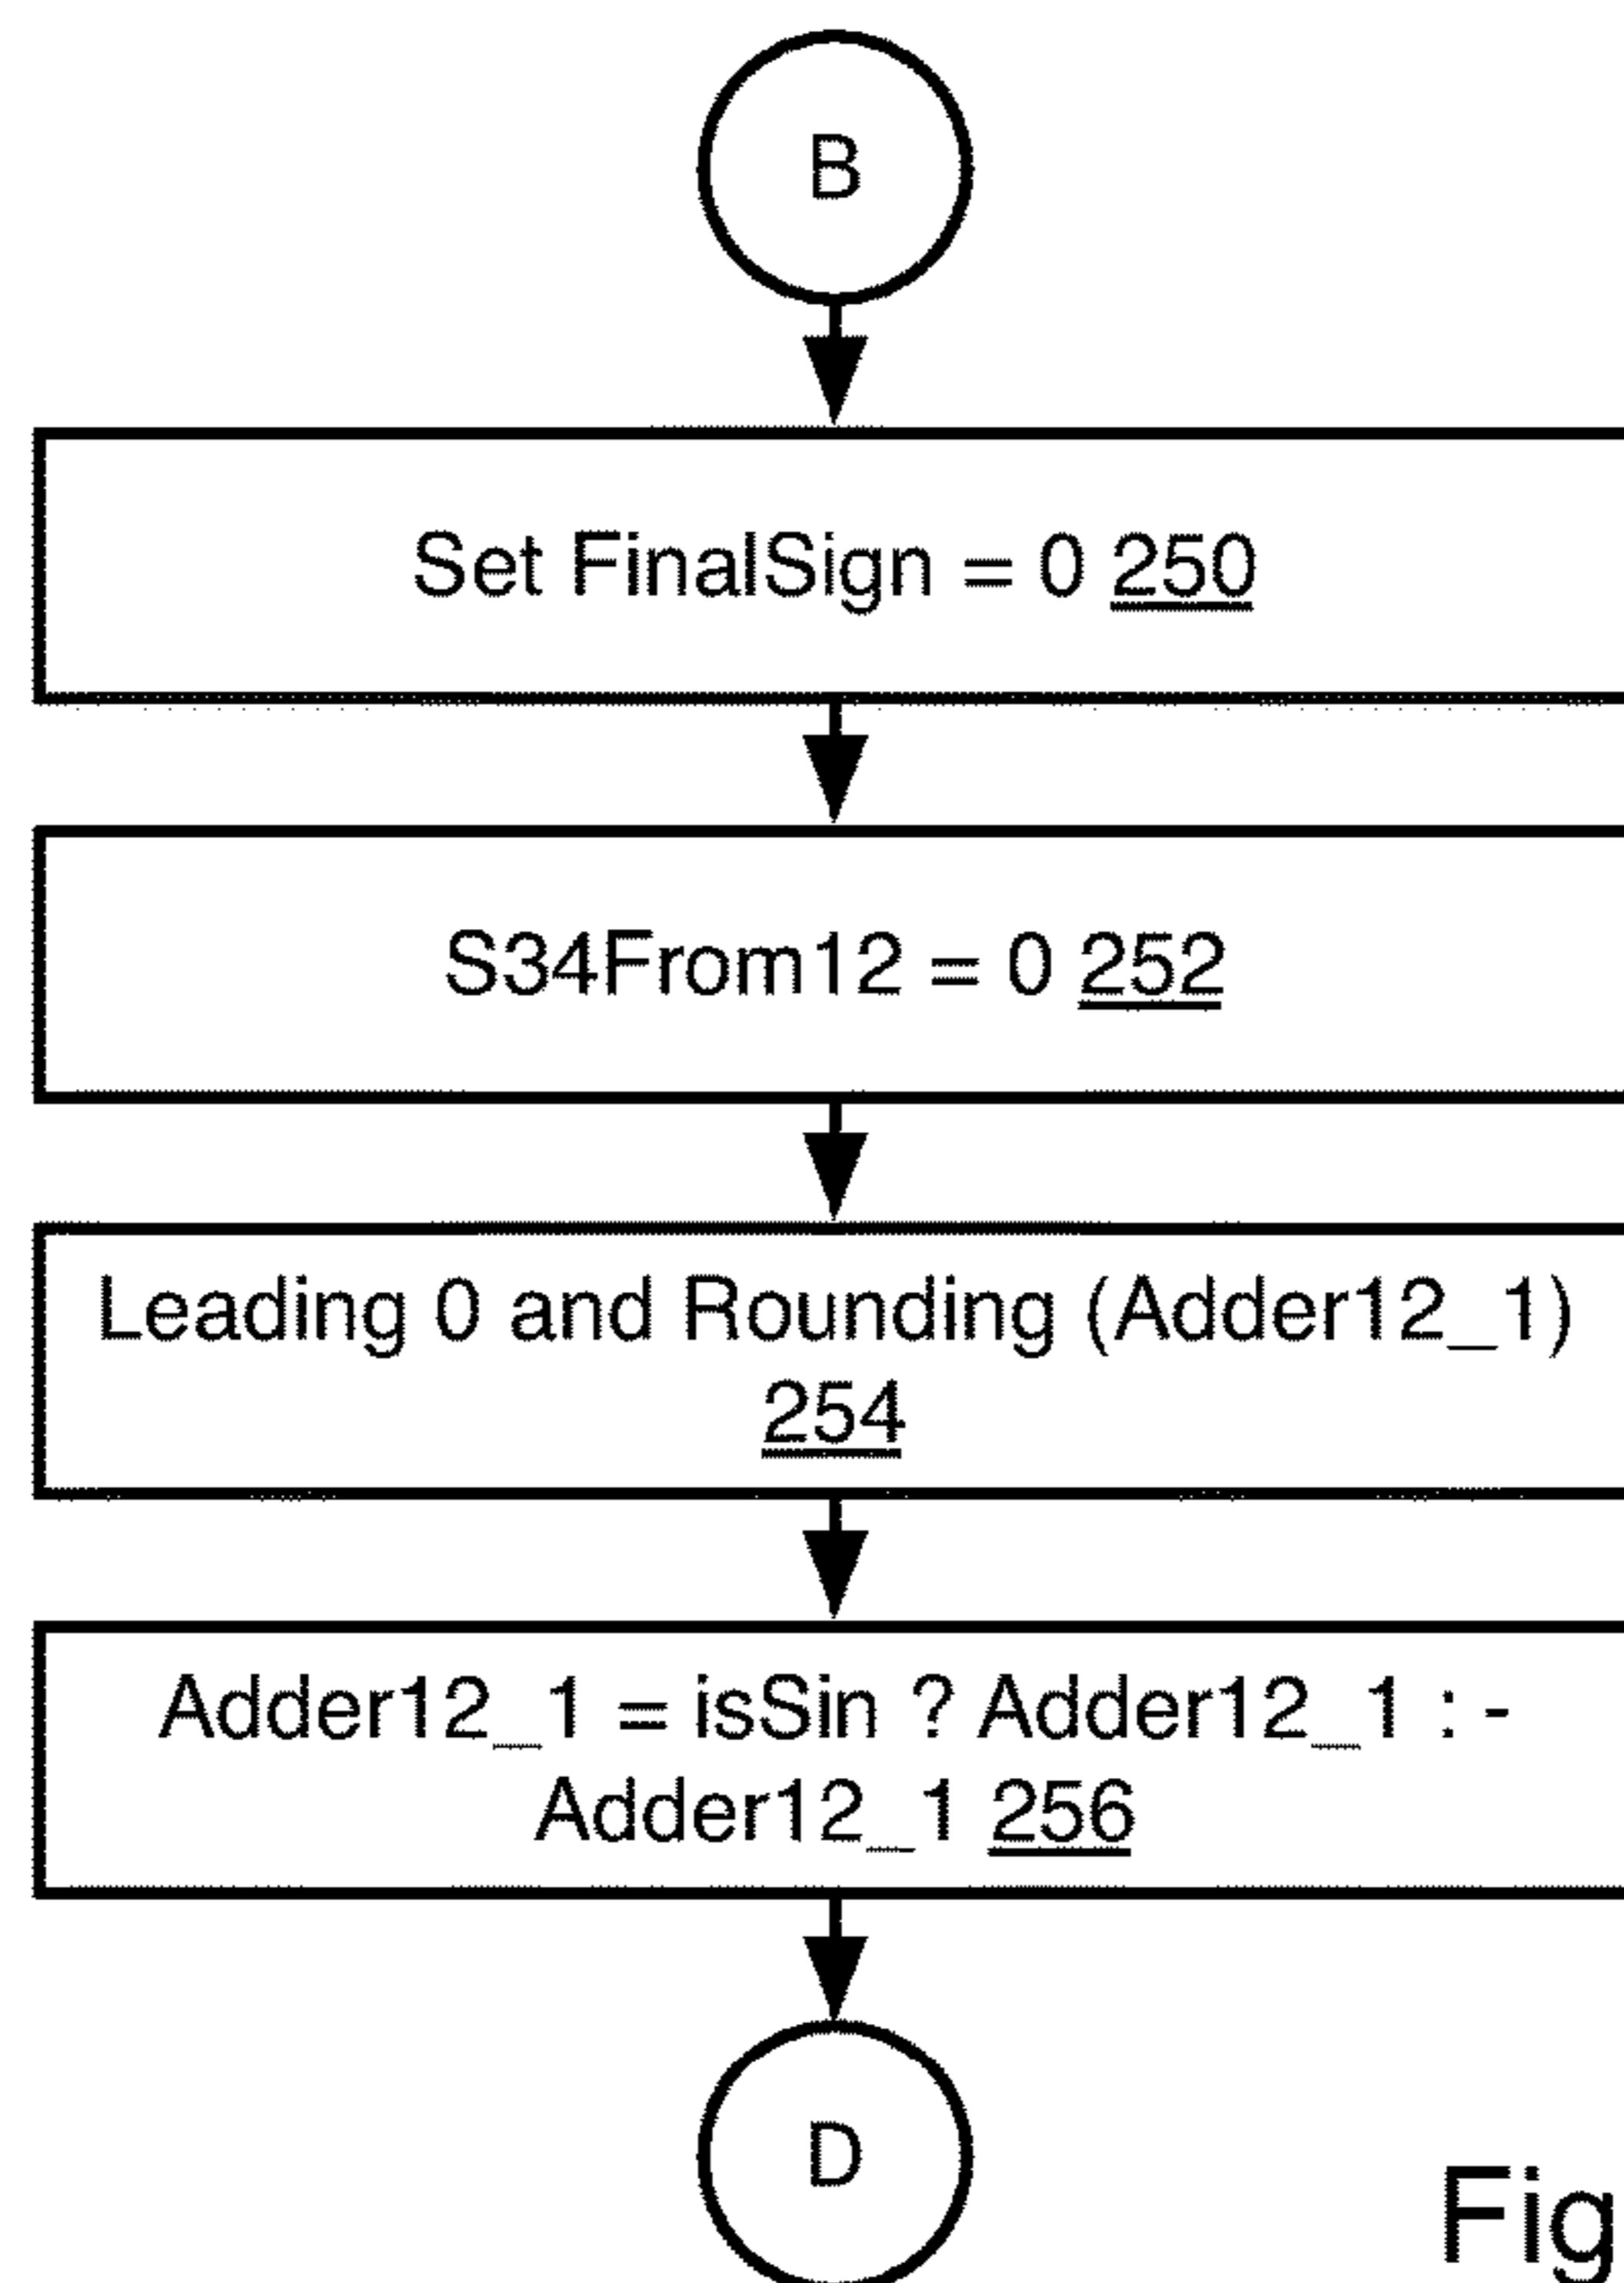 B
Set FinalSign = 0 250
S34From12 = 0 252
Leading 0 and Rounding (Adder12_1)
254
Adder12_1 = isSin ? Adder12_1 : -
Adder12_1 256
D
Fig